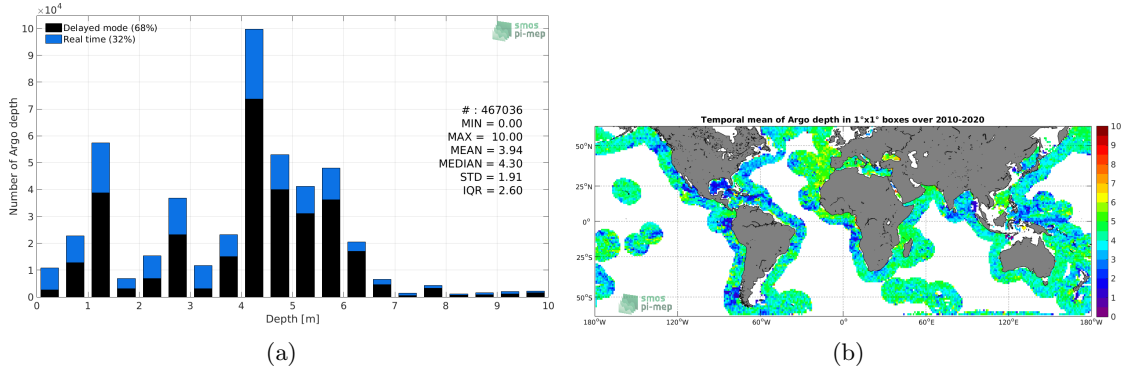 ×10⁴
Delayed mode (68%)
Real time (32%)
smos
pi-mep
# : 467036
MIN = 0.00
MAX = 10.00
MEAN = 3.94
MEDIAN = 4.30
STD = 1.91
IQR = 2.60
Number of Argo depth
10
9
8
7
6
5
4
3
2
1
0
1 2 3 4 5 6 7 8 9 10
Depth [m]
(a)
Temporal mean of Argo depth in 1°x1° boxes over 2010-2020
50°N
25°N
0°
25°S
50°S
smos
pi-mep
180°W 120°W 60°W 0° 60°E 120°E 180°E
10
9
8
7
6
5
4
3
2
1
0
(b)